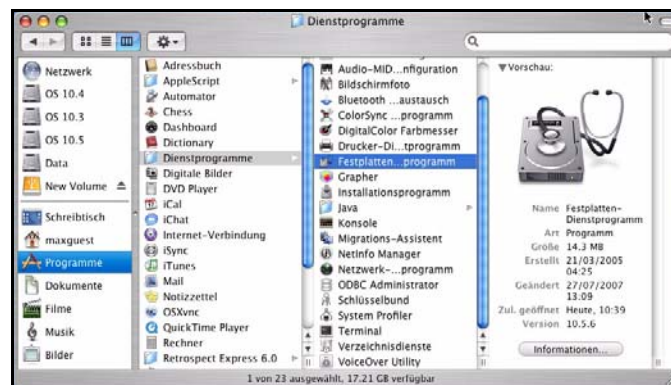 Dienstprogramme
Netzwerk
OS 10.4
OS 10.3
OS 10.5
Data
New Volume
Schreibtisch
maxguest
Programme
Dokumente
Filme
Musik
Bilder
Adressbuch
AppleScript
Automator
Chess
Dashboard
Dictionary
Dienstprogramme
Digitale Bilder
DVD Player
iCal
iChat
Internet-Verbindung
iSync
iTunes
Mail
Notizzettel
OSXvnc
QuickTime Player
Rechner
Retrospect Express 6.0
Audio-MID...nfiguration
Bildschirmfoto
Bluetooth ...austausch
ColorSync ...programm
DigitalColor Farbmesser
Drucker-Di...tprogramm
Festplatten...programm
Grapher
Installationsprogramm
Java
Konsole
Migrations-Assistent
NetInfo Manager
Netzwerk-...programm
ODBC Administrator
Schlüsselbund
System Profiler
Terminal
Verzeichnisdienste
VoiceOver Utility
Vorschau:
Name Festplatten-
Dienstprogramm
Art Programm
Größe 14.3 MB
Erstellt 21/03/2005
04:25
Geändert 27/07/2007
13.09
Zul. geöffnet Heute, 10:39
Version 10.5.6
Informationen...
1 von 23 ausgewählt, 17.21 GB verfügbar